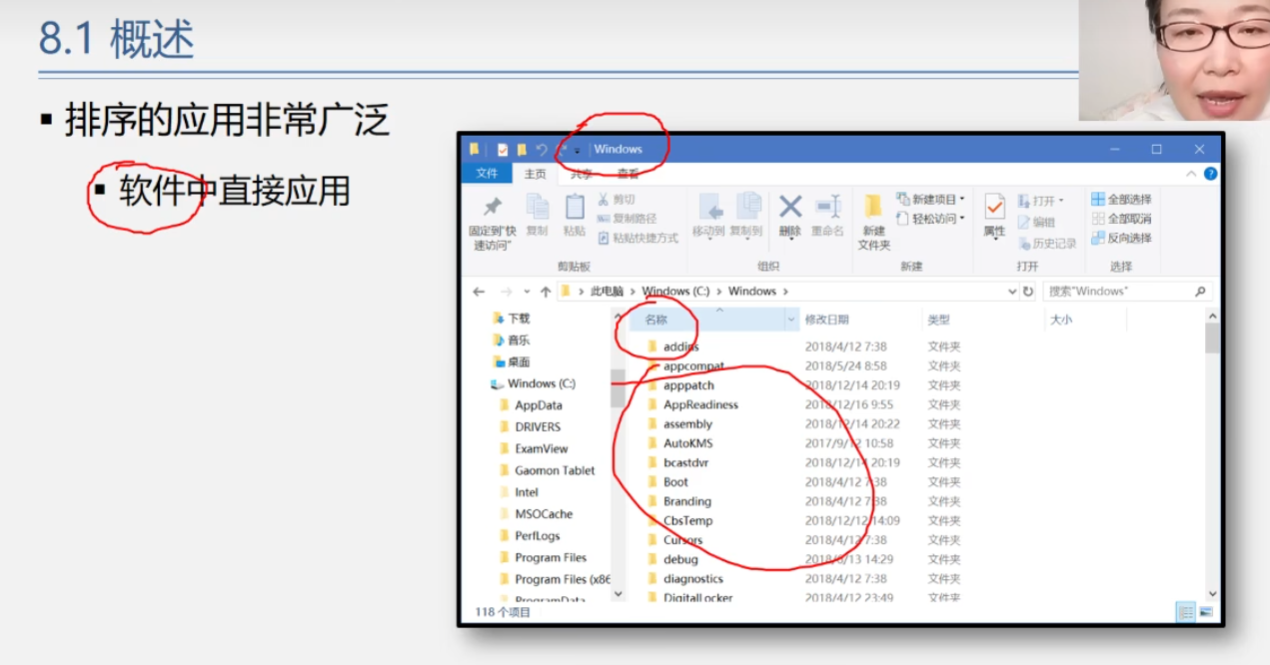 8.1 概述
▪ 排序的应用非常广泛
▪ 软件中直接应用
Windows
文件 主页 共享 查看
固定到"快速访问"
复制
粘贴
剪切
复制路径
粘贴快捷方式
剪贴板
移动到 复制到 删除 重命名
组织
新建文件夹
新建项目
轻松访问
新建
属性
打开
编辑
历史记录
打开
全部选择
全部取消
反向选择
选择
此电脑 > Windows (C:) > Windows >
搜索"Windows"
下载
音乐
桌面
Windows (C:)
AppData
DRIVERS
ExamView
Gaomon Tablet
Intel
MSOCache
PerfLogs
Program Files
Program Files (x86
ProgramData
名称 修改日期 类型 大小
addins 2018/4/12 7:38 文件夹
appcompat 2018/5/24 8:58 文件夹
apppatch 2018/12/14 20:19 文件夹
AppReadiness 2018/12/16 9:55 文件夹
assembly 2018/12/14 20:22 文件夹
AutoKMS 2017/9/12 10:58 文件夹
bcastdvr 2018/12/14 20:19 文件夹
Boot 2018/4/12 7:38 文件夹
Branding 2018/4/12 7:38 文件夹
CbsTemp 2018/12/12 14:09 文件夹
Cursors 2018/4/12 7:38 文件夹
debug 文件夹
diagnostics 2018/4/12 7:38 文件夹
DigitalLocker 2018/4/12 23:49 文件夹
118 个项目